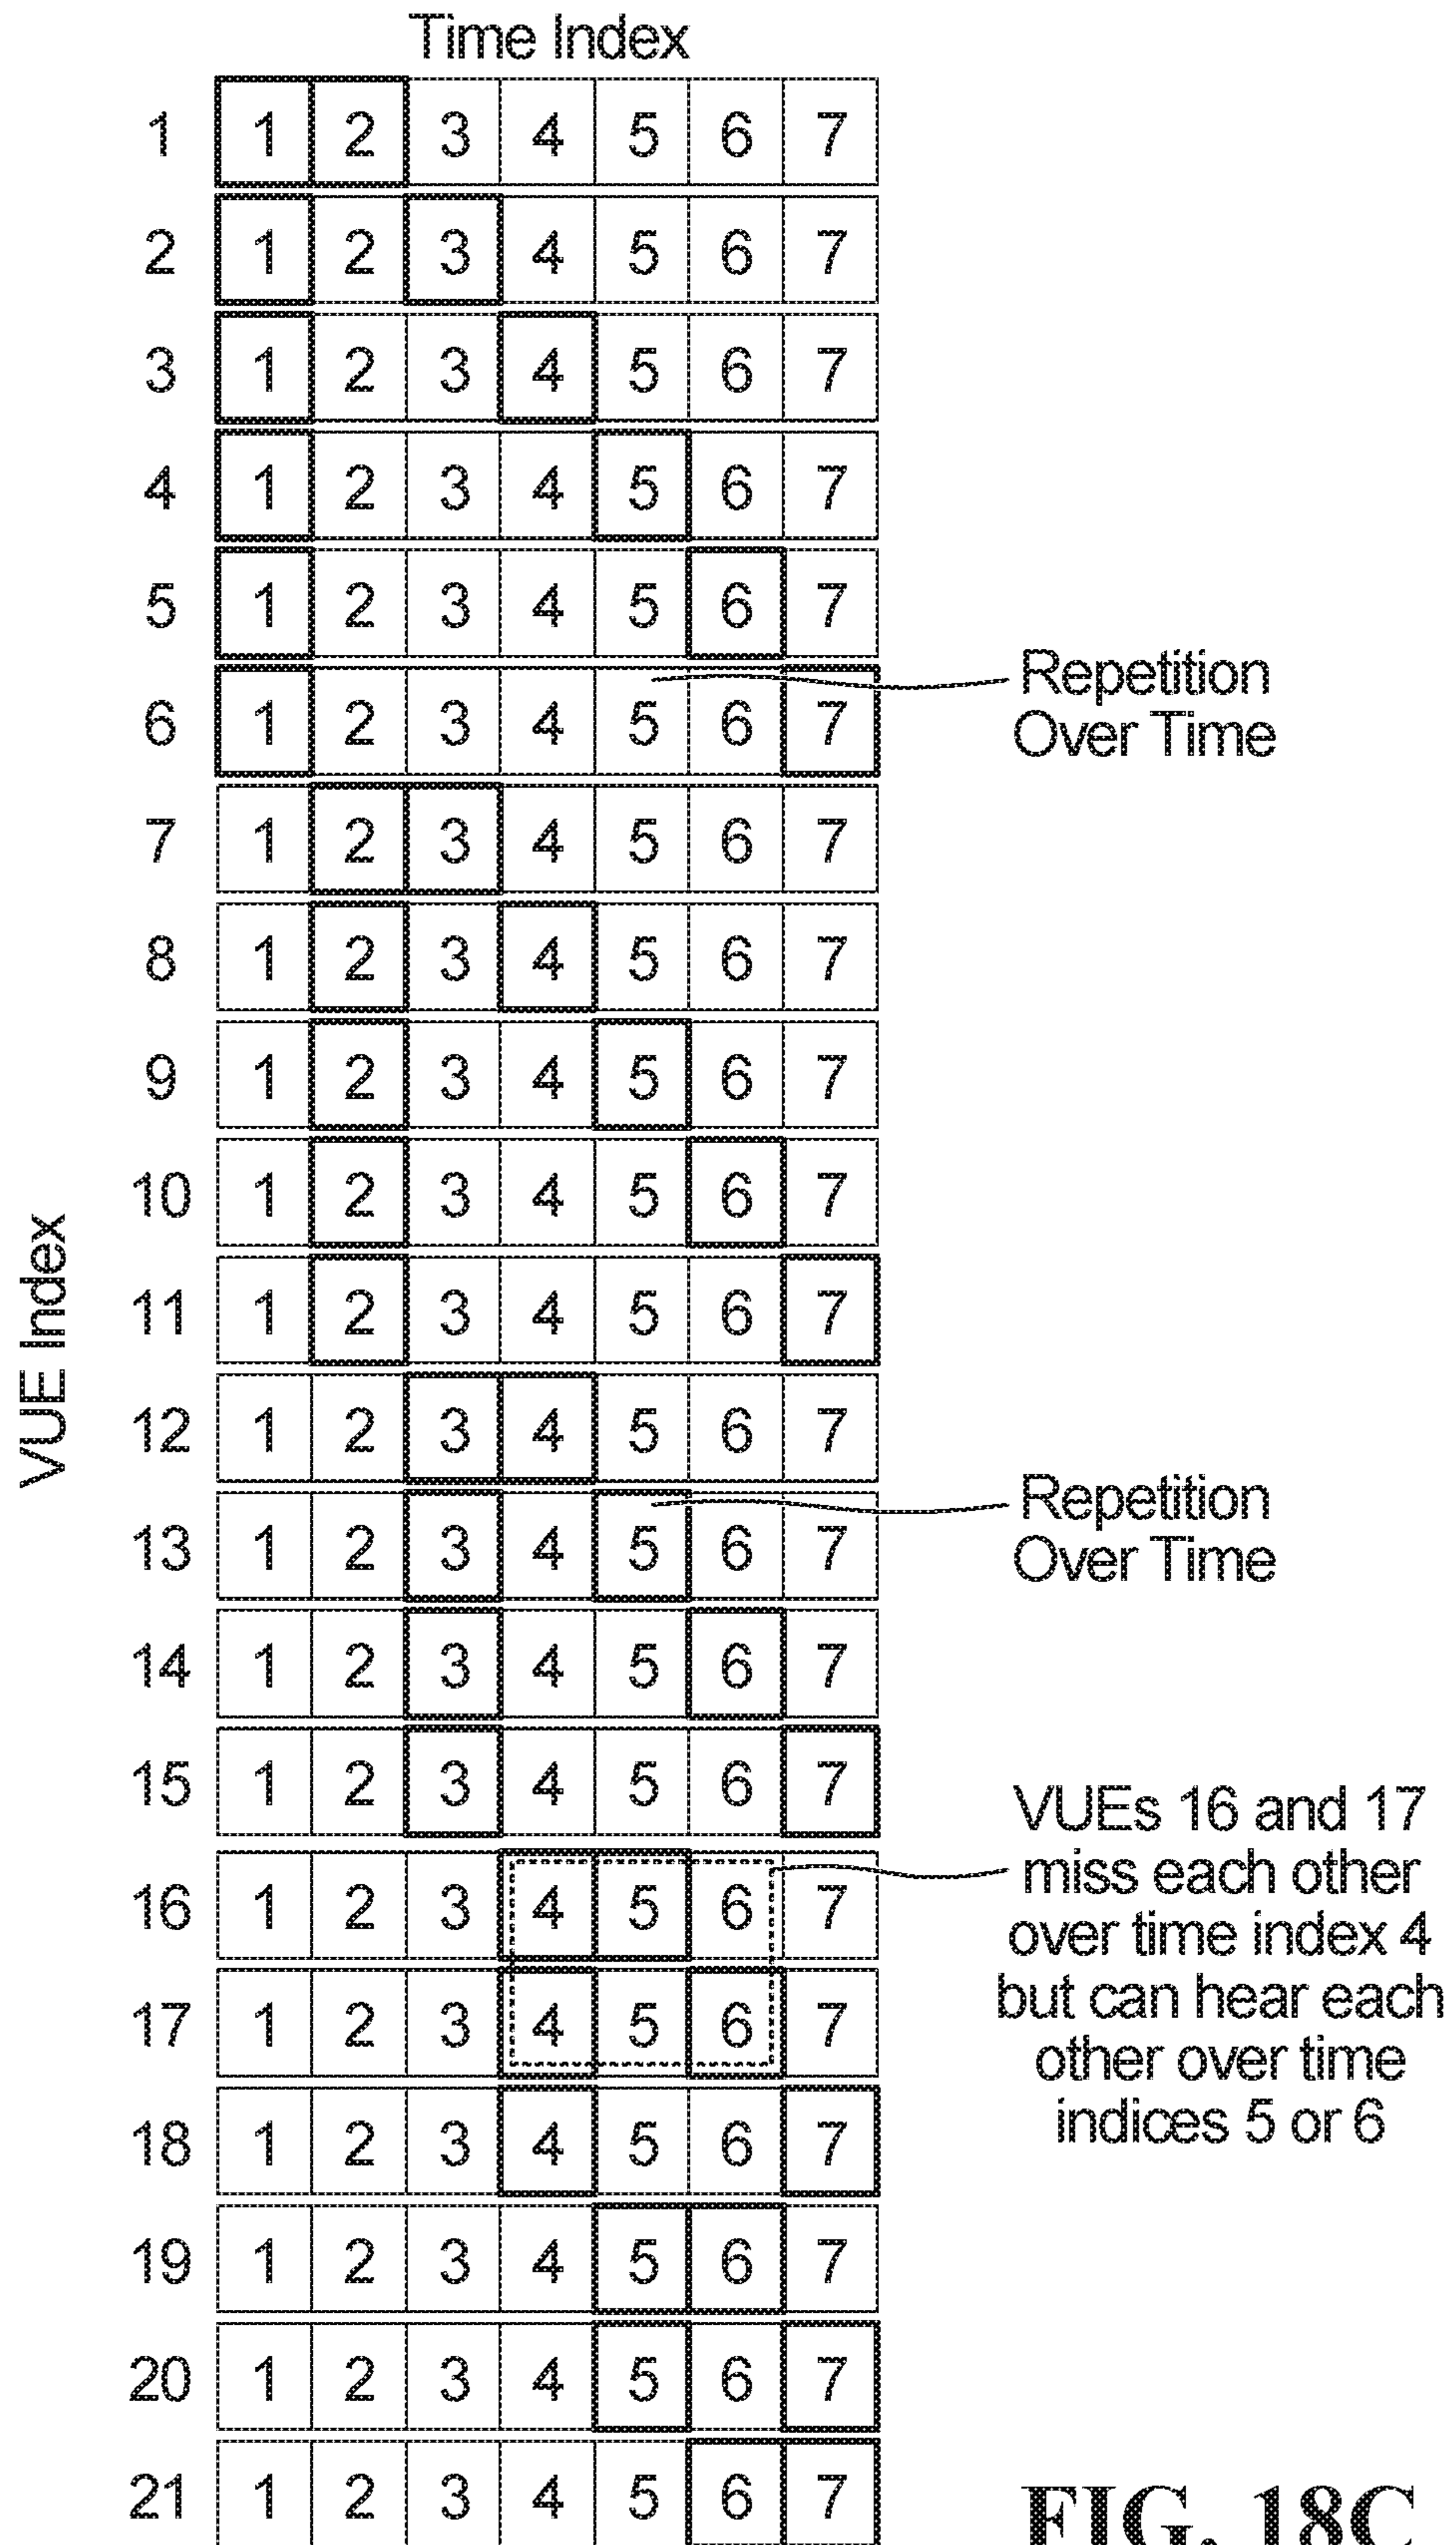 Time Index
VUE Index
1 1 2 3 4 5 6 7
2 1 2 3 4 5 6 7
3 1 2 3 4 5 6 7
4 1 2 3 4 5 6 7
5 1 2 3 4 5 6 7
6 1 2 3 4 5 6 7
Repetition
Over Time
7 1 2 3 4 5 6 7
8 1 2 3 4 5 6 7
9 1 2 3 4 5 6 7
10 1 2 3 4 5 6 7
11 1 2 3 4 5 6 7
12 1 2 3 4 5 6 7
13 1 2 3 4 5 6 7
Repetition
Over Time
14 1 2 3 4 5 6 7
15 1 2 3 4 5 6 7
16 1 2 3 4 5 6 7
17 1 2 3 4 5 6 7
VUEs 16 and 17
miss each other
over time index 4
but can hear each
other over time
indices 5 or 6
18 1 2 3 4 5 6 7
19 1 2 3 4 5 6 7
20 1 2 3 4 5 6 7
21 1 2 3 4 5 6 7
FIG. 18C